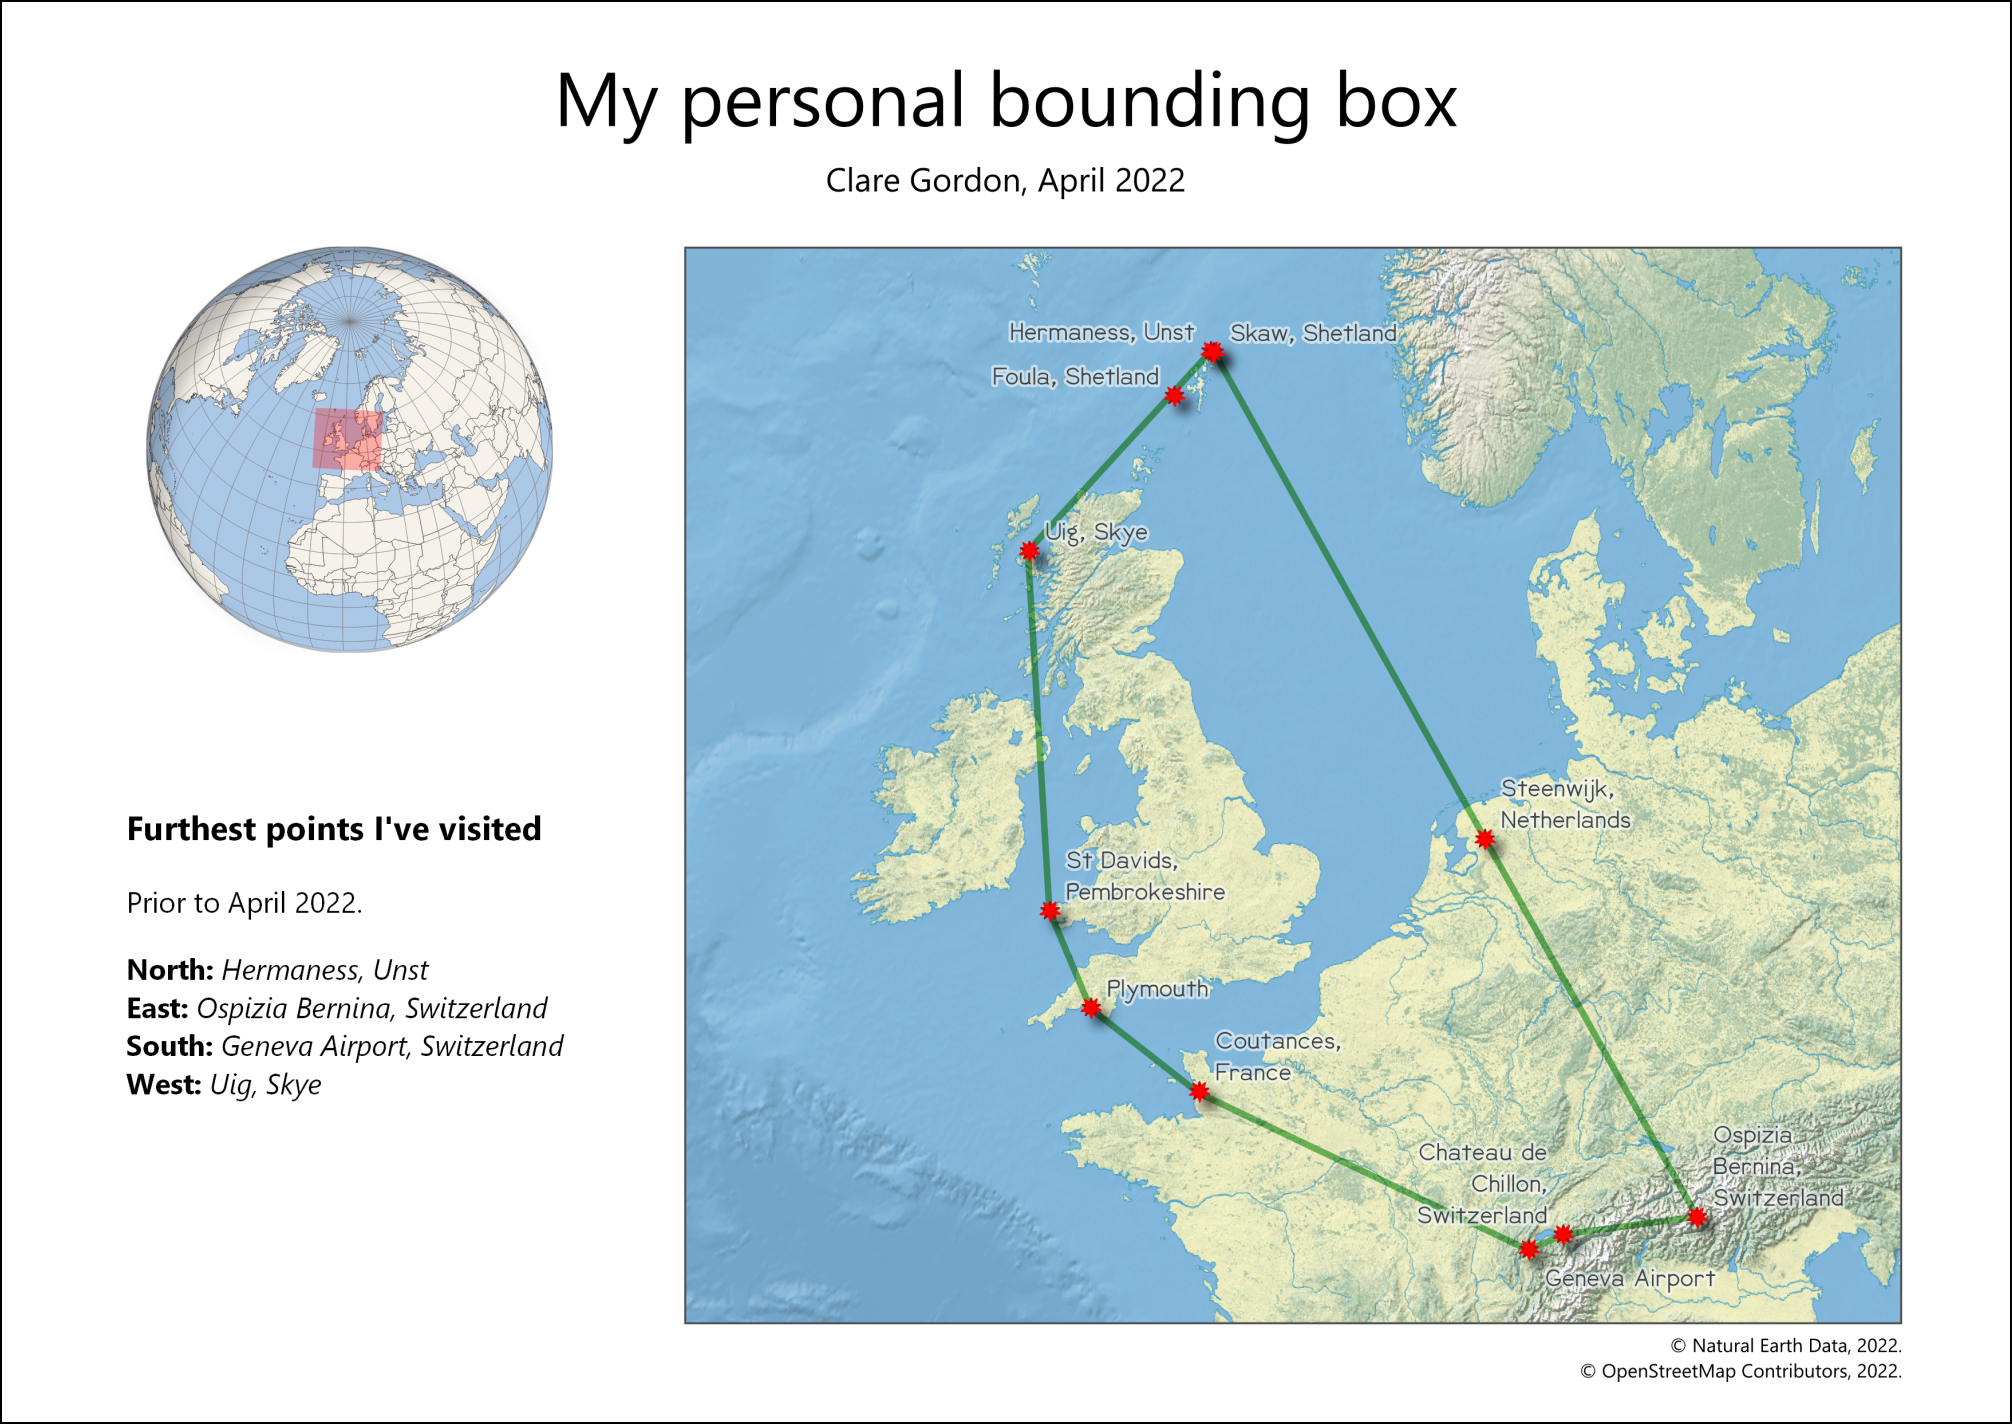 My personal bounding box
Clare Gordon, April 2022
Hermaness, Unst
Skaw, Shetland
Foula, Shetland
Uig, Skye
Steenwijk,
Netherlands
St Davids,
Pembrokeshire
Plymouth
Coutances,
France
Chateau de
Chillon,
Switzerland
Ospizia
Bernina,
Switzerland
Geneva Airport
Furthest points I've visited
Prior to April 2022.
North: Hermaness, Unst
East: Ospizia Bernina, Switzerland
South: Geneva Airport, Switzerland
West: Uig, Skye
© Natural Earth Data, 2022.
© OpenStreetMap Contributors, 2022.